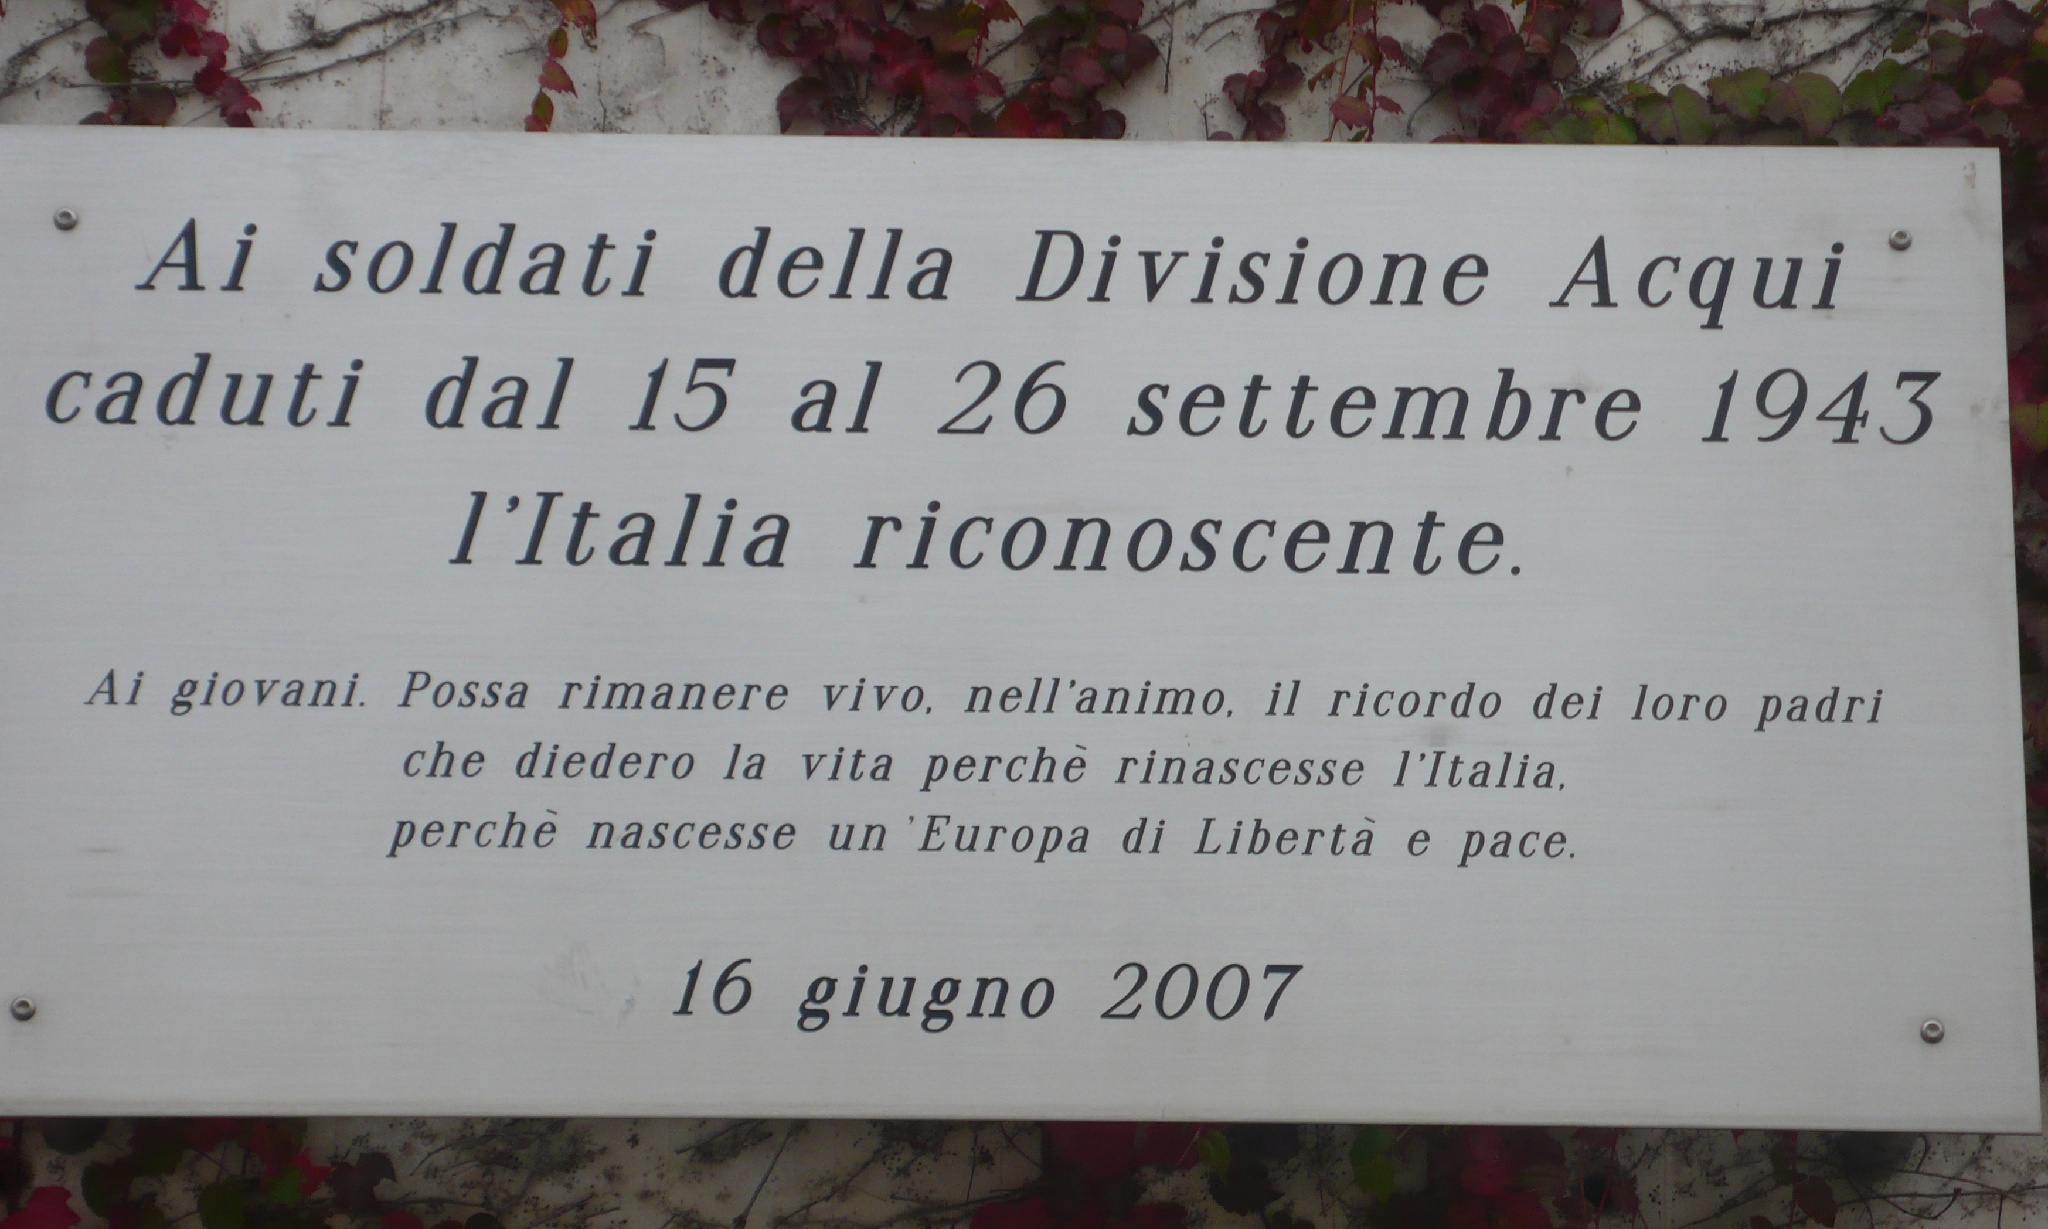 Ai soldati della Divisione Acqui
caduti dal 15 al 26 settembre 1943
l'Italia riconoscente.
Ai giovani. Possa rimanere vivo, nell'animo, il ricordo dei loro padri
che diedero la vita perchè rinascesse l'Italia,
perchè nascesse un'Europa di Libertà e pace.
16 giugno 2007